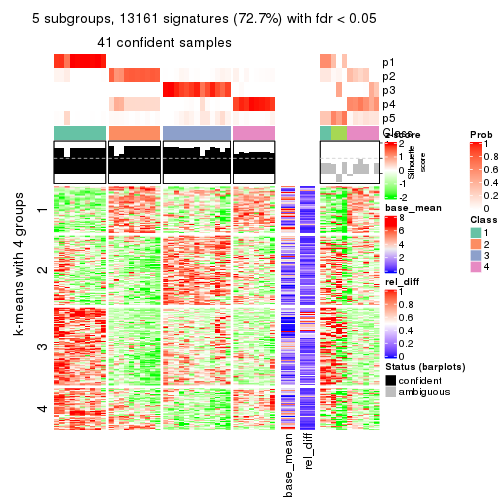 5 subgroups, 13161 signatures (72.7%) with fdr < 0.05
41 confident samples
p1
p2
p3
p4
p5
Class
z-score
2
1
0
-1
-2
Silhouette
score
base_mean
8
6
4
2
0
rel_diff
1
0.8
0.6
0.4
0.2
0
Status (barplots)
confident
ambiguous
Prob
1
0.8
0.6
0.4
0.2
0
Class
1
2
3
4
k-means with 4 groups
1
2
3
4
base_mean
rel_diff